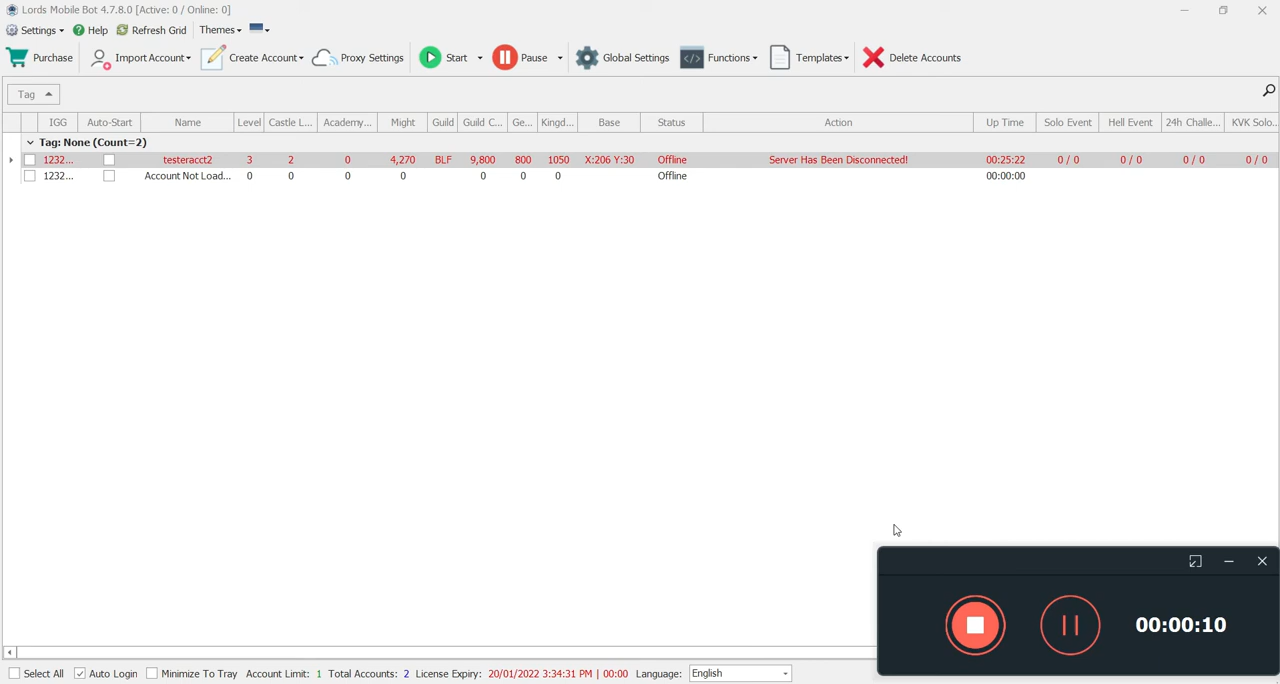 Lords Mobile Bot 4.7.8.0 [Active: 0 / Online: 0]
Settings Help Refresh Grid Themes
Purchase Import Account Create Account Proxy Settings Start Pause Global Settings Functions Templates Delete Accounts
Tag
IGG Auto-Start Name Level Castle L... Academy... Might Guild Guild C... Ge... Kingd... Base Status Action Up Time Solo Event Hell Event 24h Challe... KVK Solo...
Tag: None (Count=2)
1232... testeracct2 3 2 0 4,270 BLF 9,800 800 1050 X:206 Y:30 Offline Server Has Been Disconnected! 00:25:22 0 / 0 0 / 0 0 / 0 0 / 0
1232... Account Not Load... 0 0 0 0 0 0 0 Offline 00:00:00
00:00:10
Select All Auto Login Minimize To Tray Account Limit: 1 Total Accounts: 2 License Expiry: 20/01/2022 3:34:31 PM | 00:00 Language: English